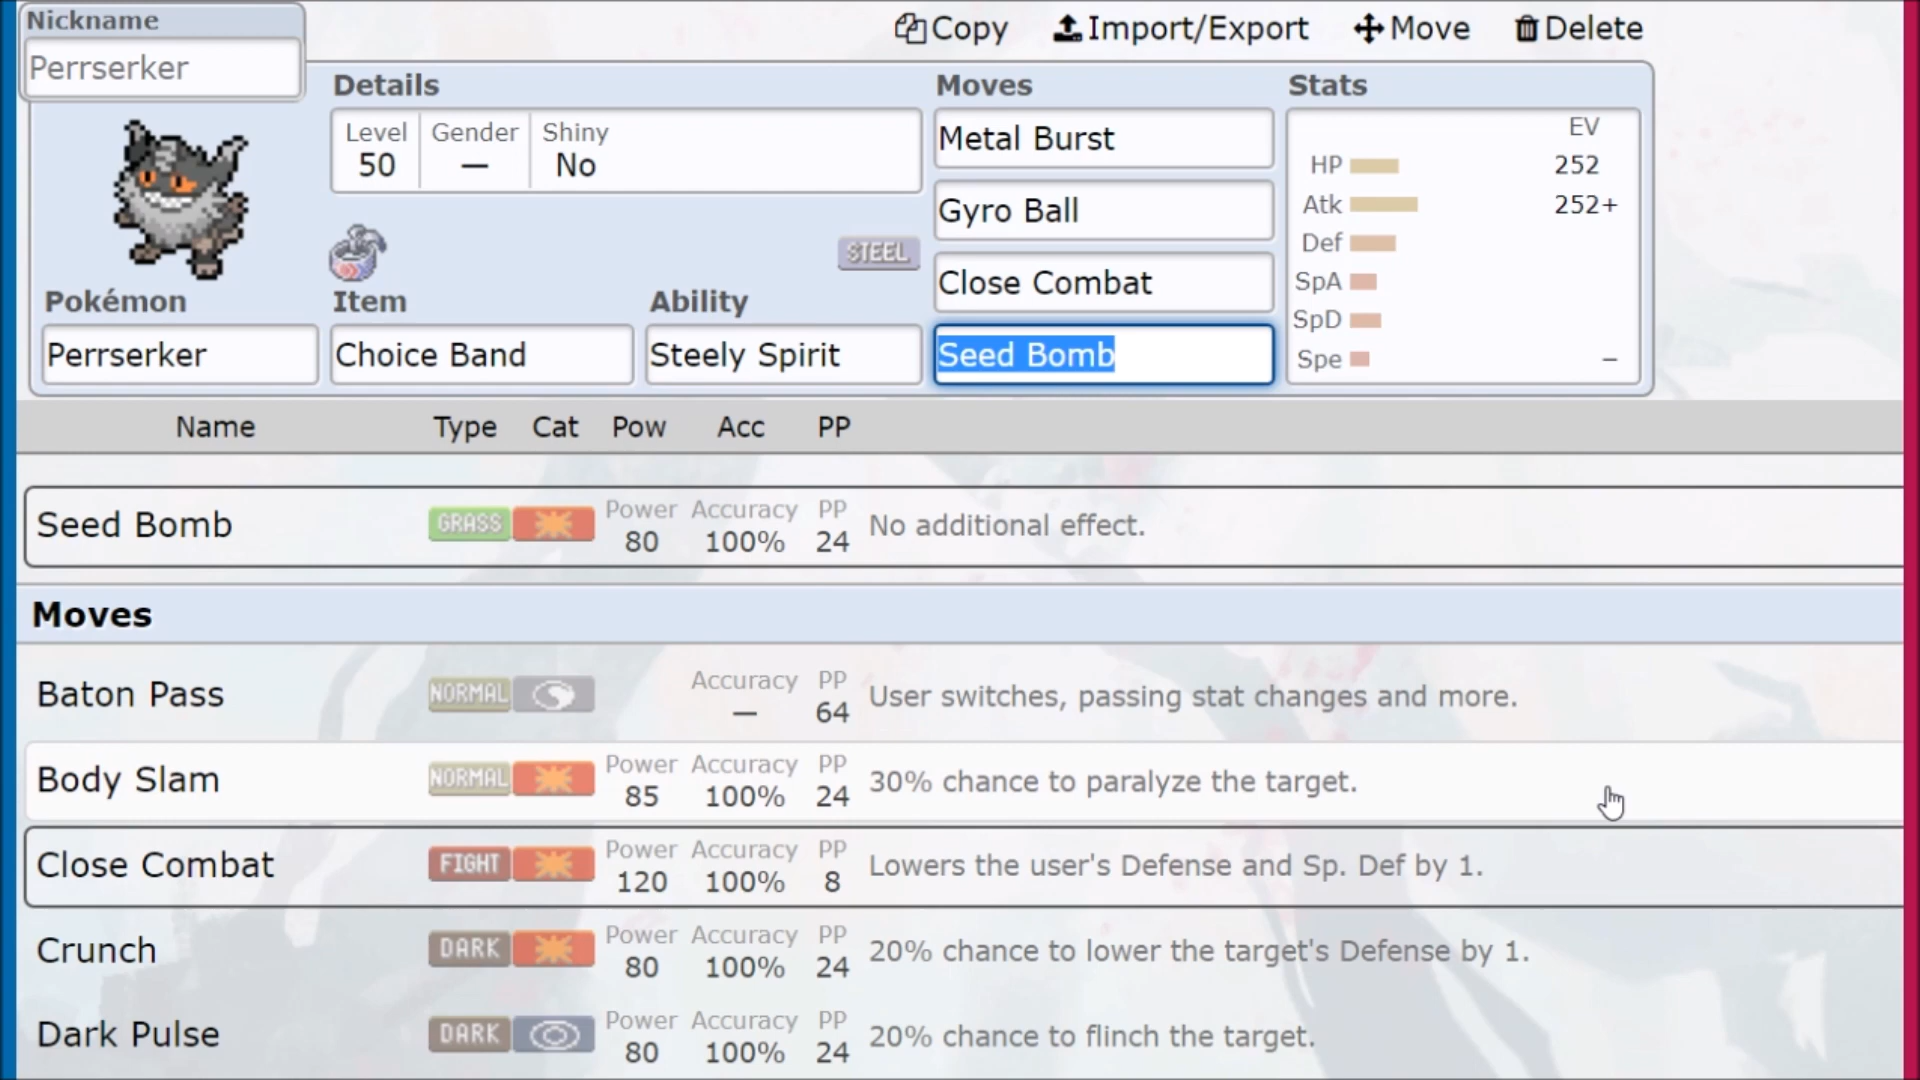 Nickname
Perrserker
Copy Import/Export Move Delete
Details
Level Gender Shiny
50 — No
STEEL
Pokémon Item Ability
Perrserker Choice Band Steely Spirit
Moves
Metal Burst
Gyro Ball
Close Combat
Seed Bomb
Stats
EV
HP 252
Atk 252+
Def
SpA
SpD
Spe –
Name Type Cat Pow Acc PP
Seed Bomb GRASS Power 80 Accuracy 100% PP 24 No additional effect.
Moves
Baton Pass NORMAL Accuracy — PP 64 User switches, passing stat changes and more.
Body Slam NORMAL Power 85 Accuracy 100% PP 24 30% chance to paralyze the target.
Close Combat FIGHT Power 120 Accuracy 100% PP 8 Lowers the user's Defense and Sp. Def by 1.
Crunch DARK Power 80 Accuracy 100% PP 24 20% chance to lower the target's Defense by 1.
Dark Pulse DARK Power 80 Accuracy 100% PP 24 20% chance to flinch the target.